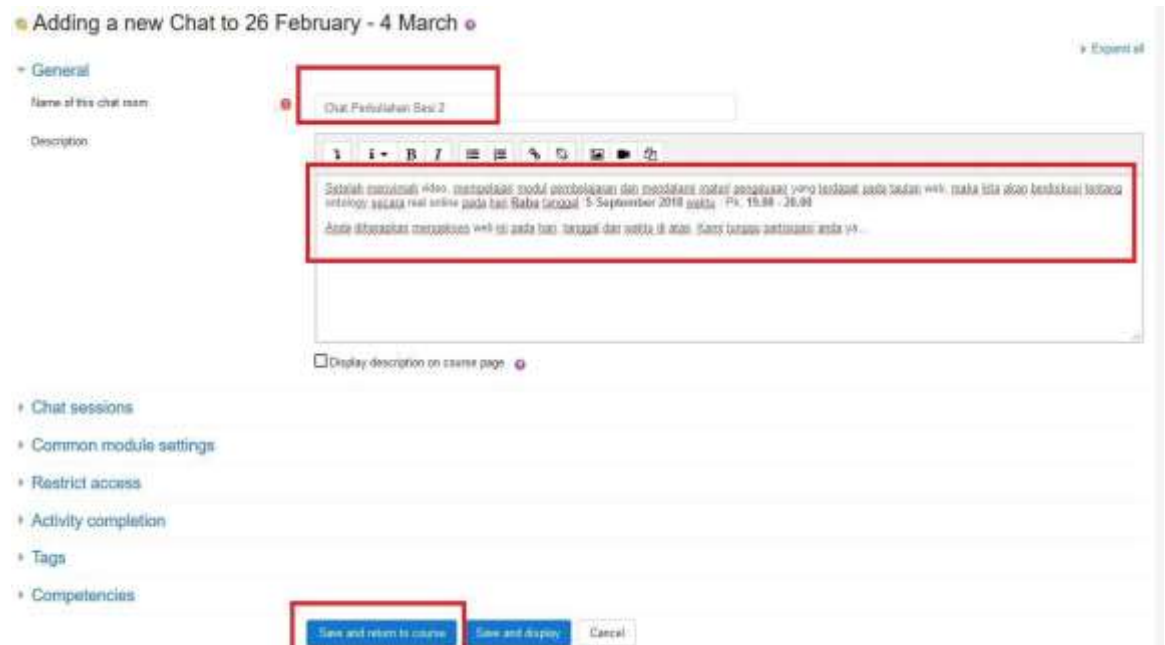 Adding a new Chat to 26 February - 4 March
Expand all
General
Name of this chat room
Chat Perkuliahan Sesi 2
Description
B I
Setelah menyimak video, mempelajari modul pembelajaran dan mendalami materi pengayaan yang terdapat pada tautan web, maka kita akan berdiskusi tentang
ontology secara real online pada hari Rabu tanggal 5 September 2018 waktu : Pk. 19.00 - 20.00
Anda diharapkan mengakses web ini pada hari, tanggal dan waktu di atas. Kami tunggu partisipasi anda ya...
Display description on course page
Chat sessions
Common module settings
Restrict access
Activity completion
Tags
Competencies
Save and return to course
Save and display
Cancel